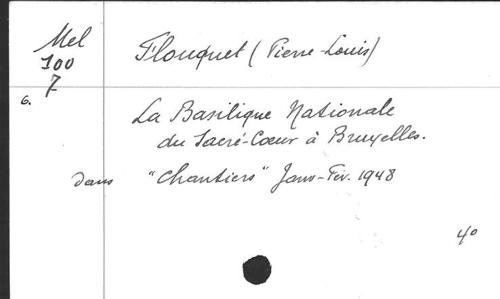 Mel
100
7
6.
Flouquet (Pierre-Louis)
La Basilique Nationale
du Sacré-Coeur à Bruxelles.
dans "Chantiers" Janv-Fév. 1948
4°